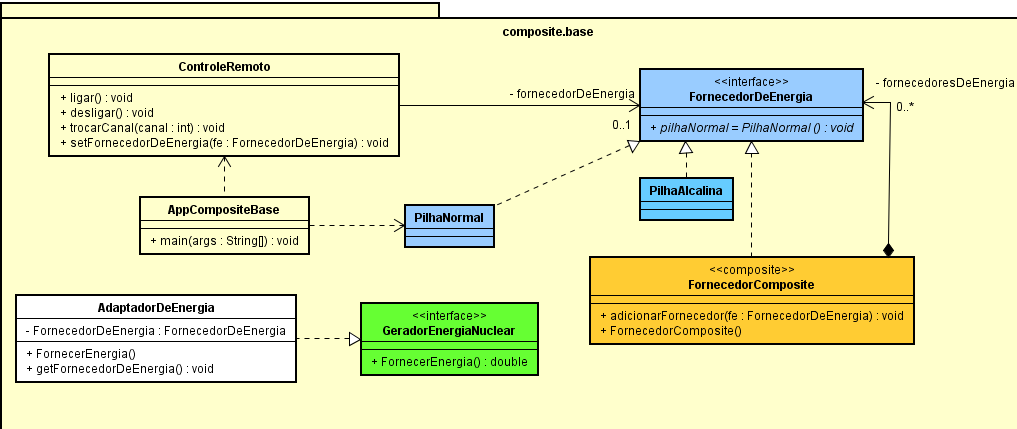 composite.base
ControleRemoto
+ ligar() : void
+ desligar() : void
+ trocarCanal(canal : int) : void
+ setFornecedorDeEnergia(fe : FornecedorDeEnergia) : void
- fornecedorDeEnergia
0..1
<<interface>>
FornecedorDeEnergia
+ pilhaNormal = PilhaNormal () : void
- fornecedoresDeEnergia
0..*
AppCompositeBase
+ main(args : String[]) : void
PilhaNormal
PilhaAlcalina
<<composite>>
FornecedorComposite
+ adicionarFornecedor(fe : FornecedorDeEnergia) : void
+ FornecedorComposite()
AdaptadorDeEnergia
- FornecedorDeEnergia : FornecedorDeEnergia
+ FornecerEnergia()
+ getFornecedorDeEnergia() : void
<<interface>>
GeradorEnergiaNuclear
+ FornecerEnergia() : double